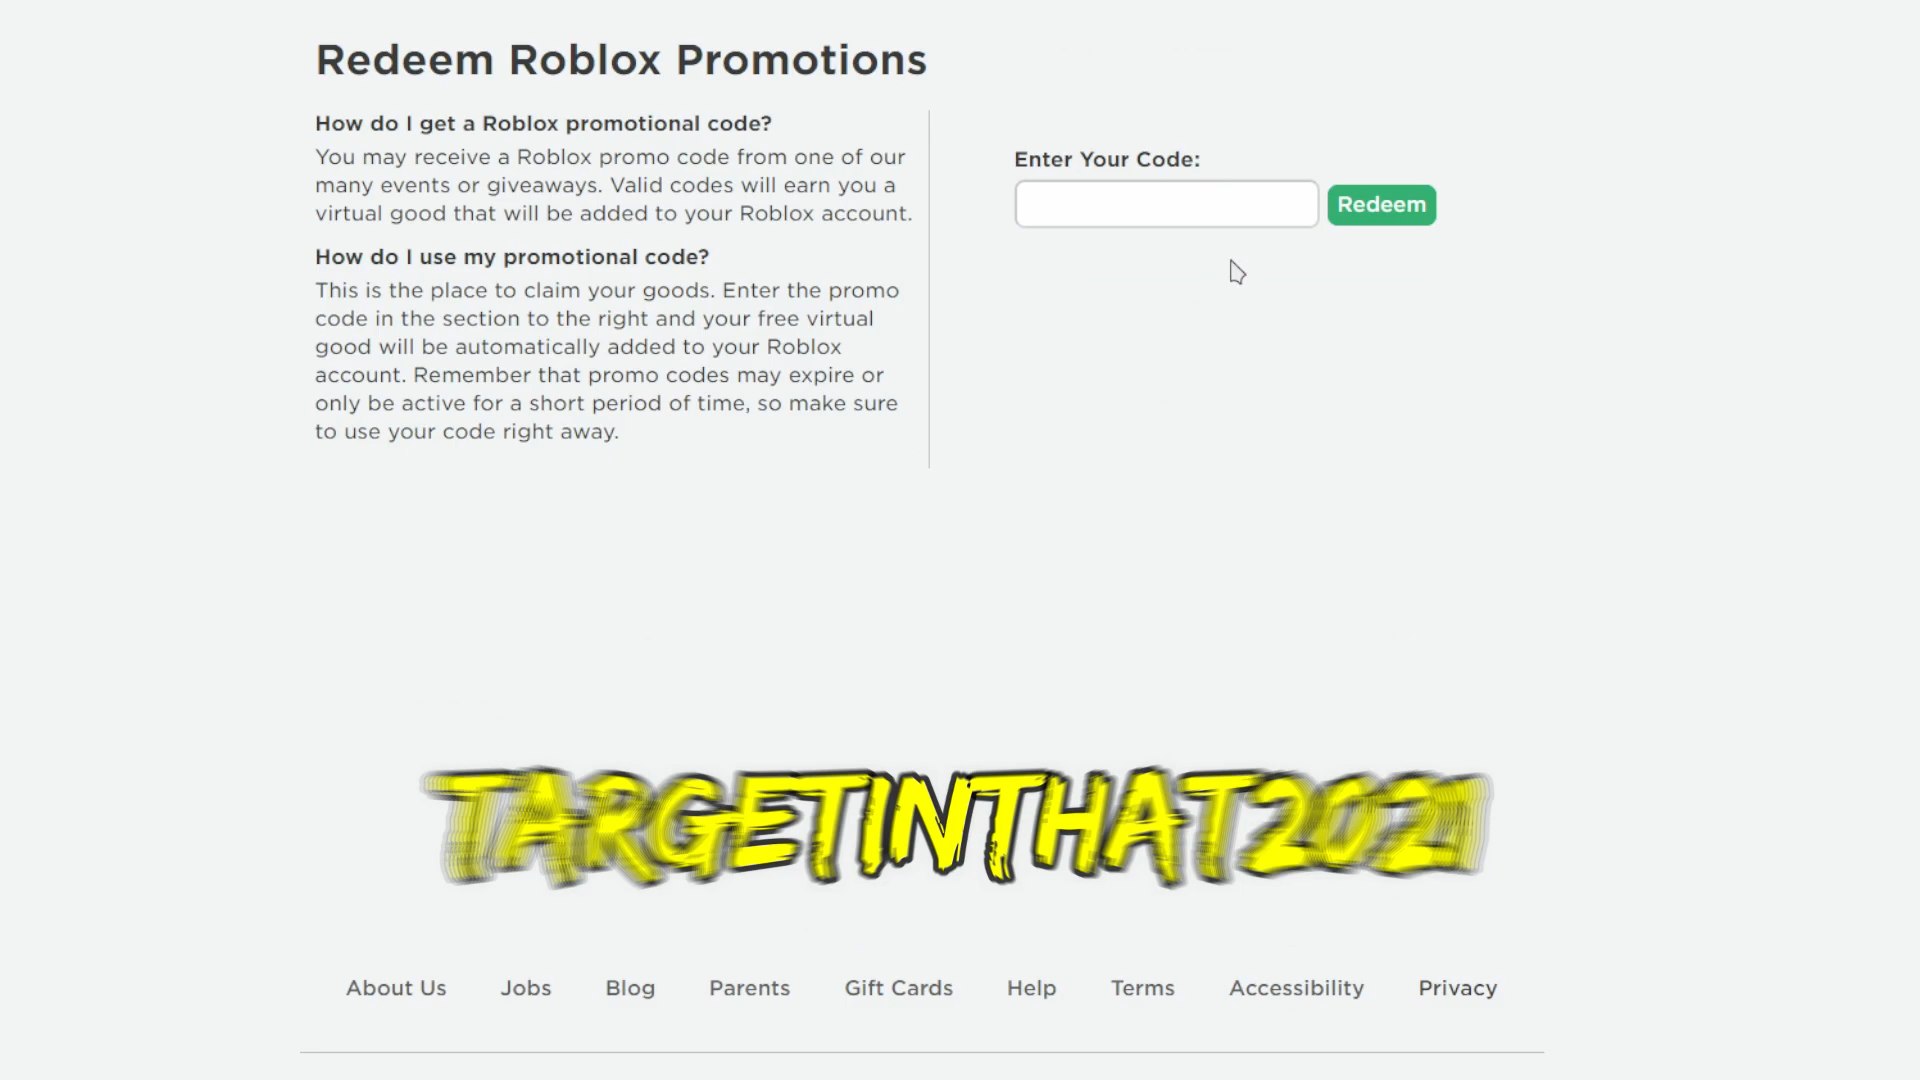 Redeem Roblox Promotions
How do I get a Roblox promotional code?
You may receive a Roblox promo code from one of our
many events or giveaways. Valid codes will earn you a
virtual good that will be added to your Roblox account.
How do I use my promotional code?
This is the place to claim your goods. Enter the promo
code in the section to the right and your free virtual
good will be automatically added to your Roblox
account. Remember that promo codes may expire or
only be active for a short period of time, so make sure
to use your code right away.
Enter Your Code:
Redeem
TARGETINTHAT2021
About Us Jobs Blog Parents Gift Cards Help Terms Accessibility Privacy